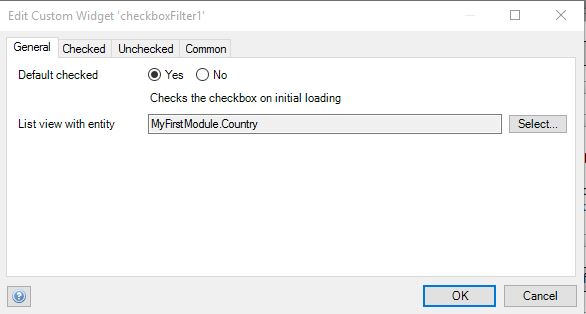 Edit Custom Widget 'checkboxFilter1'
General Checked Unchecked Common
Default checked Yes No
Checks the checkbox on initial loading
List view with entity MyFirstModule.Country Select...
? OK Cancel